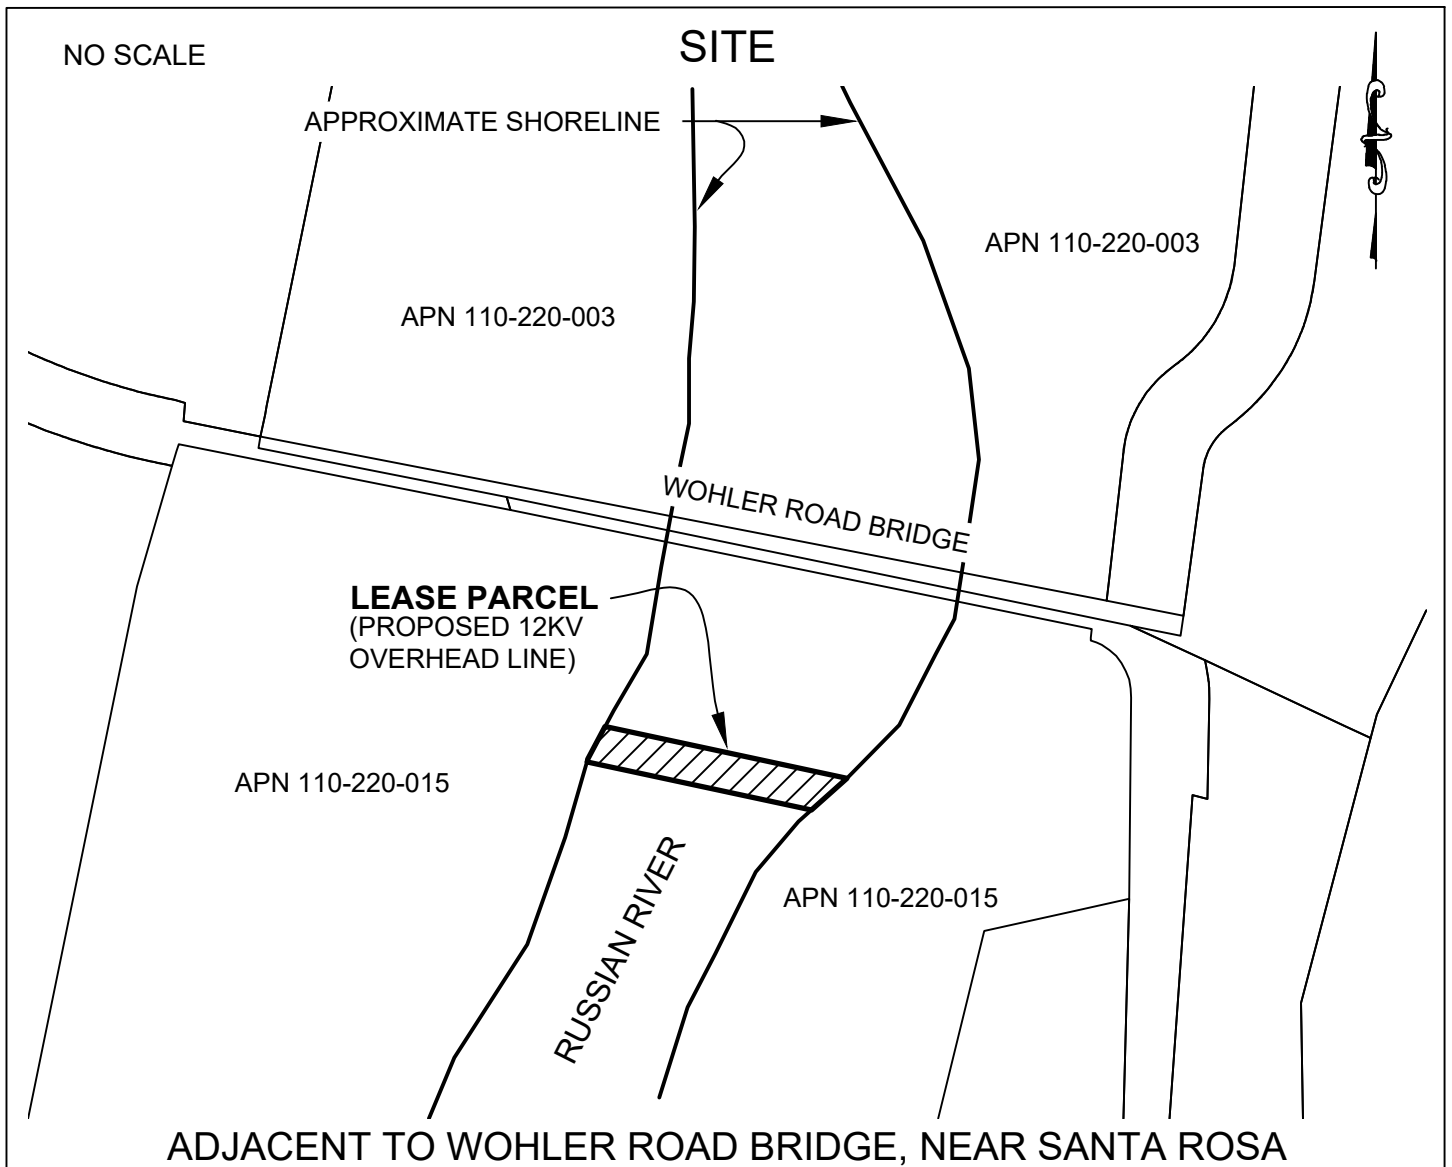 NO SCALE
SITE
APPROXIMATE SHORELINE
APN 110-220-003
APN 110-220-003
WOHLER ROAD BRIDGE
LEASE PARCEL
(PROPOSED 12KV
OVERHEAD LINE)
APN 110-220-015
RUSSIAN RIVER
APN 110-220-015
ADJACENT TO WOHLER ROAD BRIDGE, NEAR SANTA ROSA